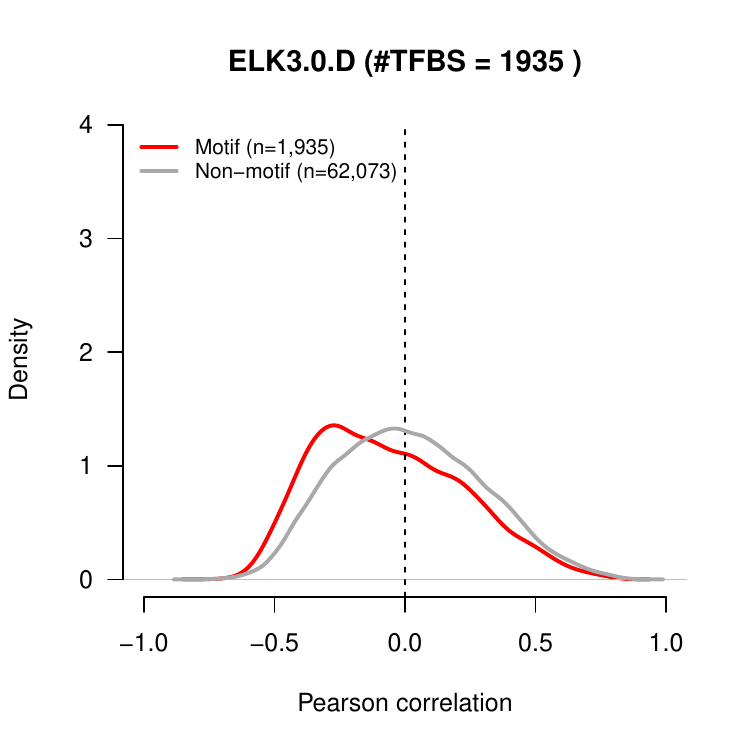 ELK3.0.D (#TFBS = 1935 )
Motif (n=1,935)
Non−motif (n=62,073)
4
3
2
1
0
Density
−1.0 −0.5 0.0 0.5 1.0
Pearson correlation